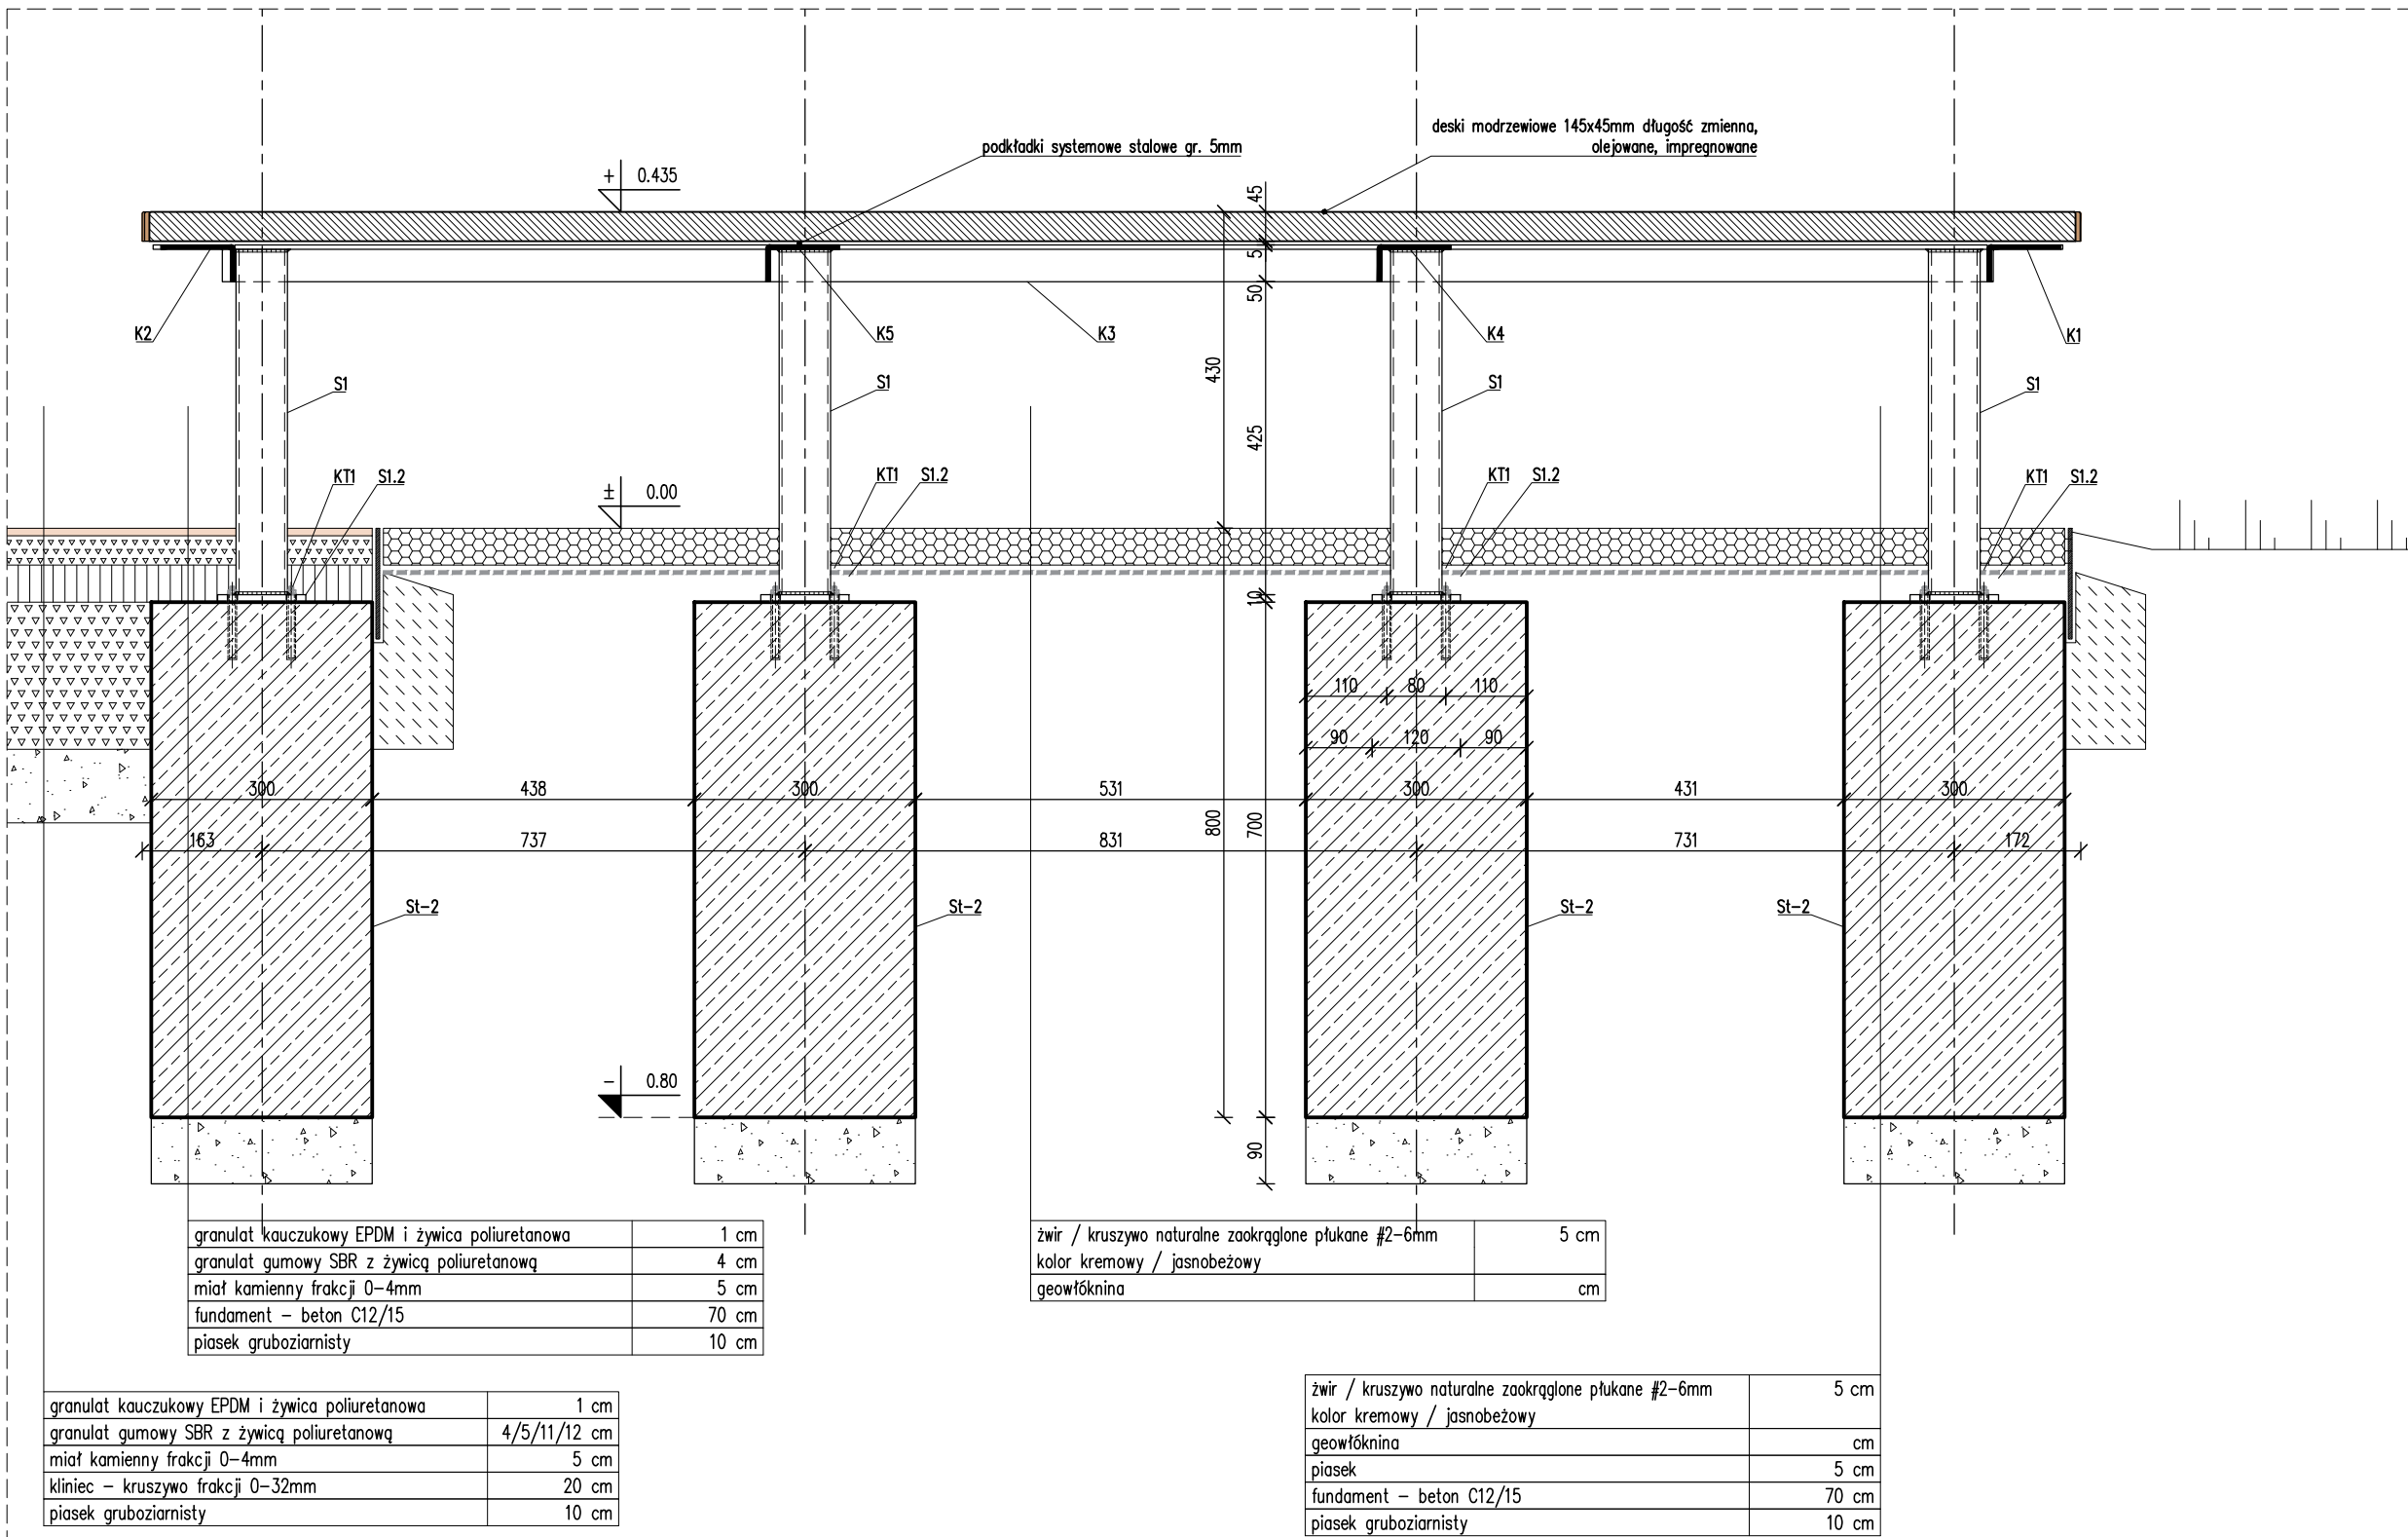 podkładki systemowe stalowe gr. 5mm
deski modrzewiowe 145x45mm długość zmienna,
olejowane, impregnowane
+ 0.435
45
5
50
K2
K5
K3
K4
K1
430
425
S1
S1
S1
S1
KT1 S1.2
± 0.00
KT1 S1.2
KT1 S1.2
KT1 S1.2
10
110 80 110
90 120 90
300 438 300 531 300 431 300
800
700
163 737 831 731 172
St-2
St-2
St-2
St-2
- 0.80
90
granulat kauczukowy EPDM i żywica poliuretanowa 1 cm
granulat gumowy SBR z żywicą poliuretanową 4 cm
miał kamienny frakcji 0-4mm 5 cm
fundament - beton C12/15 70 cm
piasek gruboziarnisty 10 cm
żwir / kruszywo naturalne zaokrąglone płukane #2-6mm 5 cm
kolor kremowy / jasnobeżowy
geowłóknina cm
granulat kauczukowy EPDM i żywica poliuretanowa 1 cm
granulat gumowy SBR z żywicą poliuretanową 4/5/11/12 cm
miał kamienny frakcji 0-4mm 5 cm
kliniec - kruszywo frakcji 0-32mm 20 cm
piasek gruboziarnisty 10 cm
żwir / kruszywo naturalne zaokrąglone płukane #2-6mm 5 cm
kolor kremowy / jasnobeżowy
geowłóknina cm
piasek 5 cm
fundament - beton C12/15 70 cm
piasek gruboziarnisty 10 cm